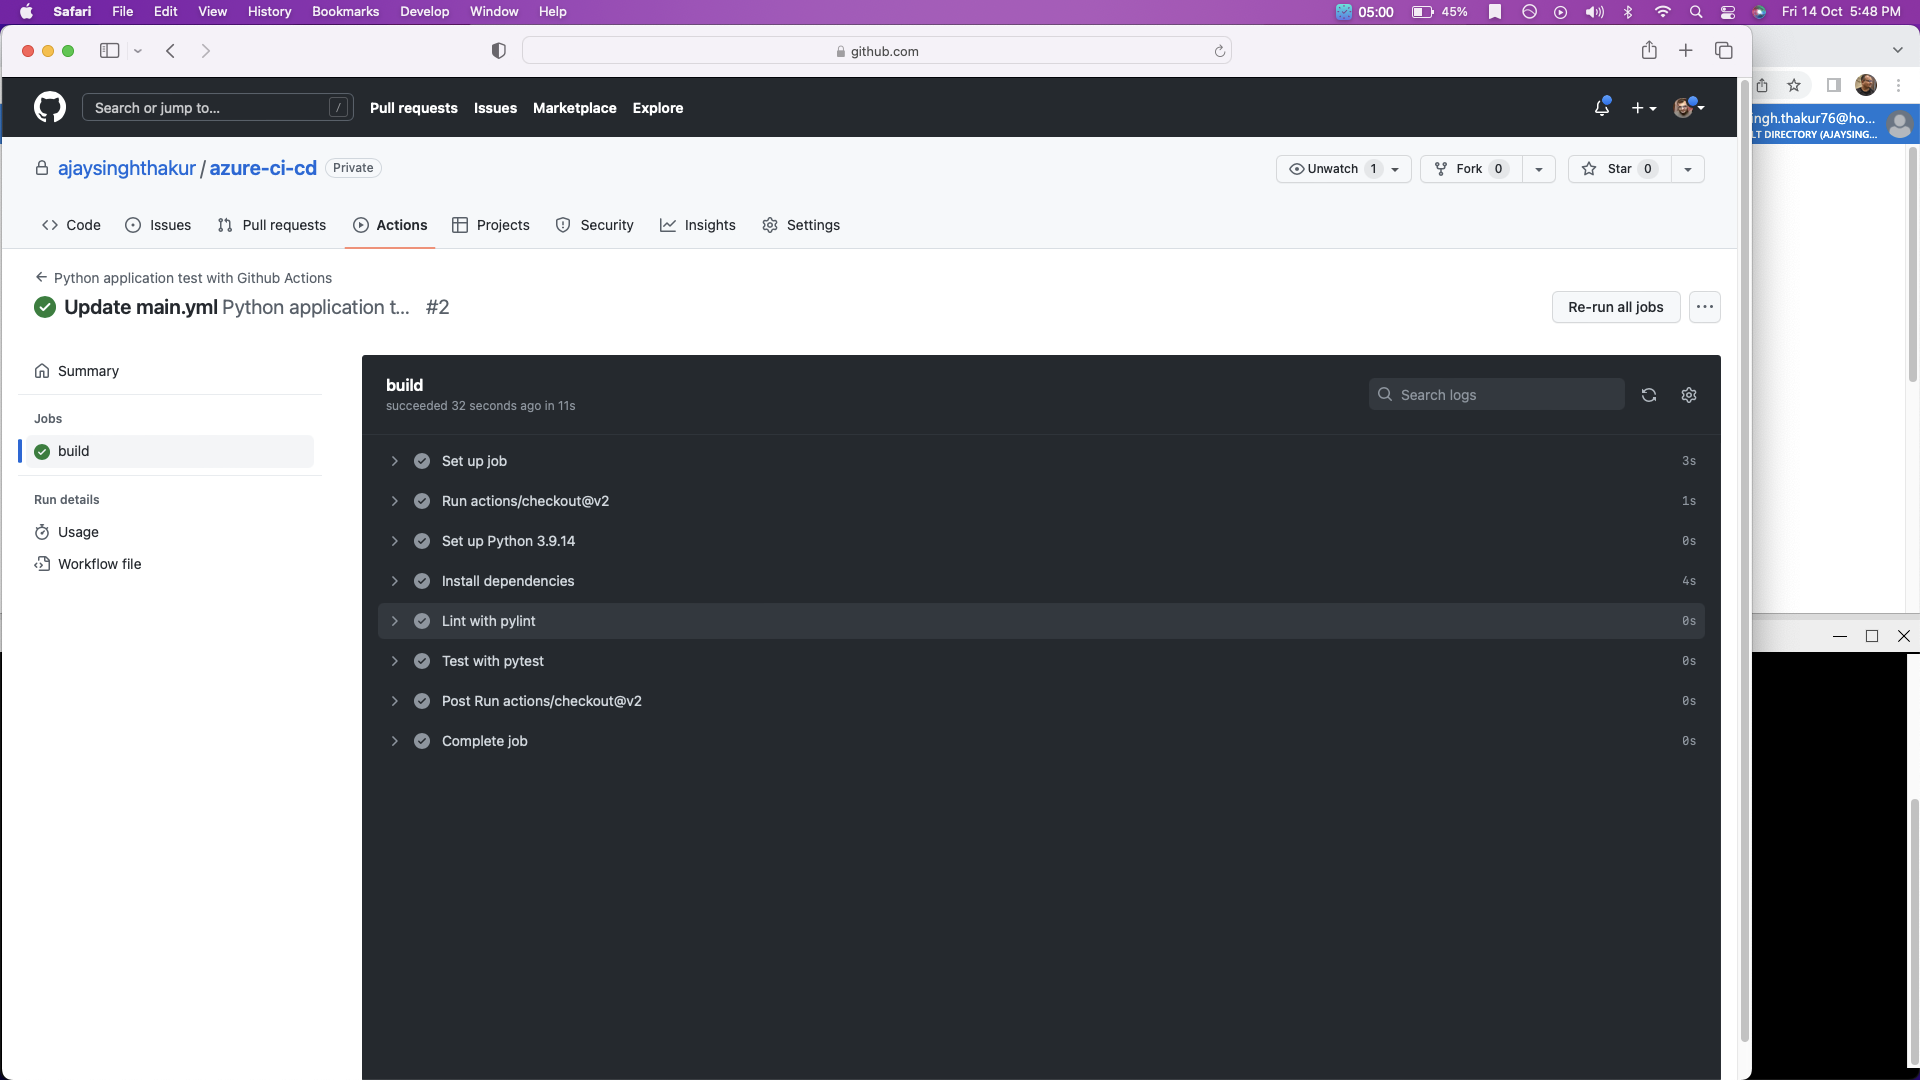 Safari File Edit View History Bookmarks Develop Window Help 05:00 45% Fri 14 Oct 5:48 PM
github.com
Search or jump to... / Pull requests Issues Marketplace Explore
ingh.thakur76@ho...
LT DIRECTORY (AJAYSING...
ajaysinghthakur / azure-ci-cd Private Unwatch 1 Fork 0 Star 0
Code Issues Pull requests Actions Projects Security Insights Settings
Python application test with Github Actions
Update main.yml Python application t... #2 Re-run all jobs
Summary
Jobs
build
Run details
Usage
Workflow file
build
succeeded 32 seconds ago in 11s
Search logs
Set up job 3s
Run actions/checkout@v2 1s
Set up Python 3.9.14 0s
Install dependencies 4s
Lint with pylint 0s
Test with pytest 0s
Post Run actions/checkout@v2 0s
Complete job 0s